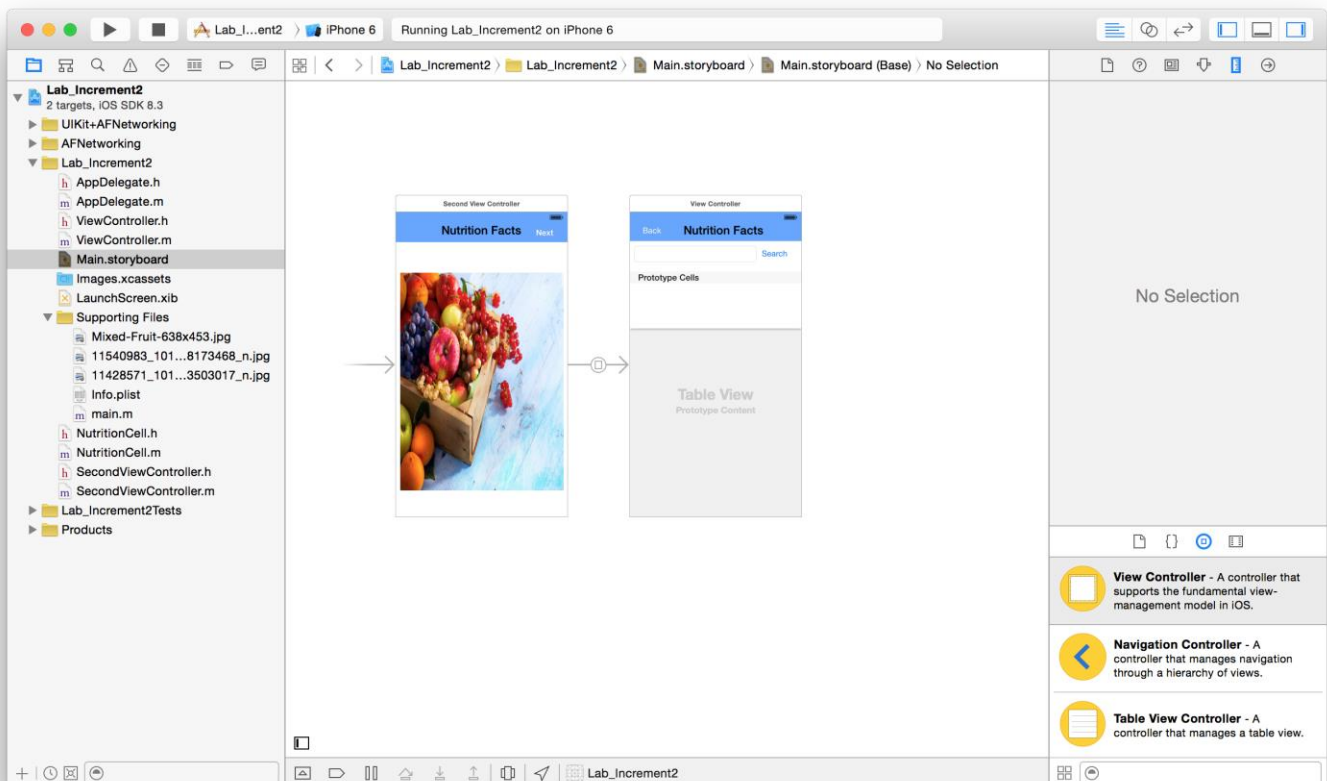 Lab_I...ent2 〉 iPhone 6
Running Lab_Increment2 on iPhone 6
Lab_Increment2 〉 Lab_Increment2 〉 Main.storyboard 〉 Main.storyboard (Base) 〉 No Selection
Lab_Increment2
2 targets, iOS SDK 8.3
UIKit+AFNetworking
AFNetworking
Lab_Increment2
h AppDelegate.h
m AppDelegate.m
h ViewController.h
m ViewController.m
Main.storyboard
Images.xcassets
LaunchScreen.xib
Supporting Files
Mixed-Fruit-638x453.jpg
11540983_101...8173468_n.jpg
11428571_101...3503017_n.jpg
Info.plist
m main.m
h NutritionCell.h
m NutritionCell.m
h SecondViewController.h
m SecondViewController.m
Lab_Increment2Tests
Products
Second View Controller
Nutrition Facts Next
View Controller
Back Nutrition Facts
Search
Prototype Cells
Table View
Prototype Content
Lab_Increment2
No Selection
View Controller - A controller that
supports the fundamental view-
management model in iOS.
Navigation Controller - A
controller that manages navigation
through a hierarchy of views.
Table View Controller - A
controller that manages a table view.